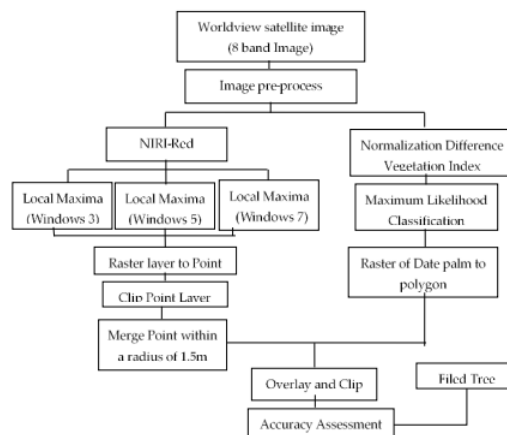 Worldview satellite image
(8 band Image)
Image pre-process
NIRI-Red
Normalization Difference
Vegetation Index
Local Maxima
(Windows 3)
Local Maxima
(Windows 5)
Local Maxima
(Windows 7)
Maximum Likelihood
Classification
Raster layer to Point
Raster of Date palm to
polygon
Clip Point Layer
Merge Point within
a radius of 1.5m
Overlay and Clip
Filed Tree
Accuracy Assessment